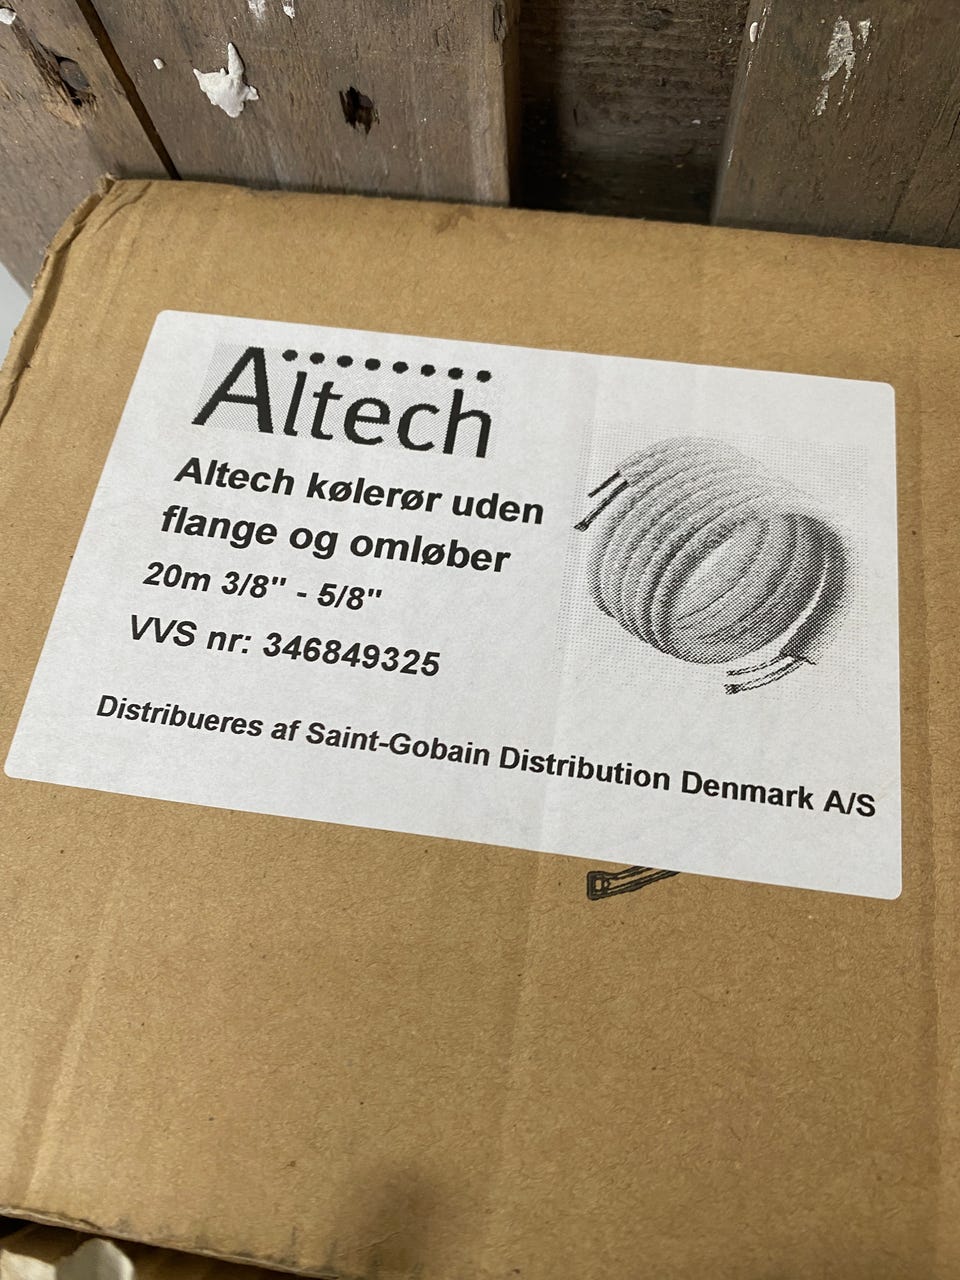 Altech
Altech kølerør uden
flange og omløber
20m 3/8" - 5/8"
VVS nr: 346849325
Distribueres af Saint-Gobain Distribution Denmark A/S